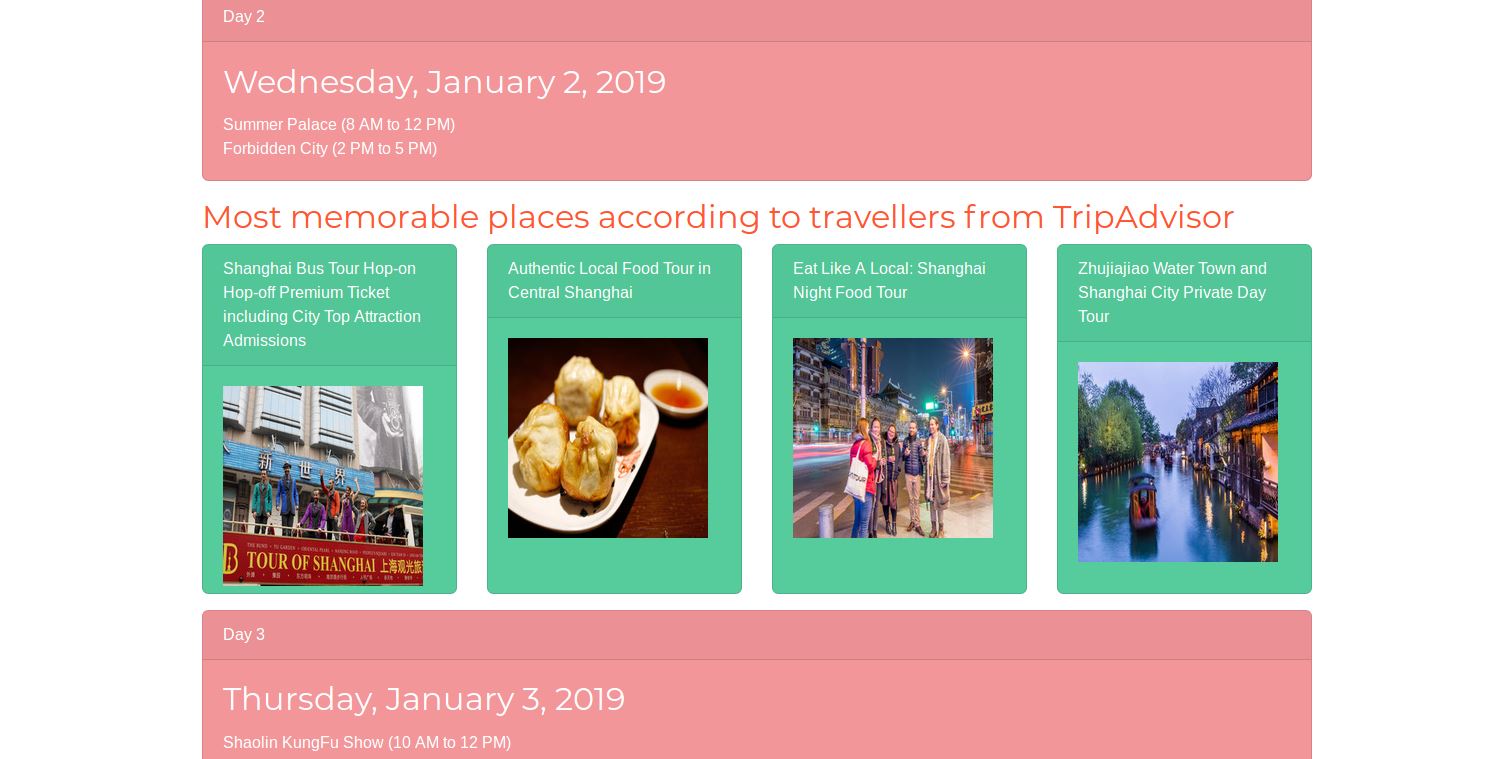 Day 2
Wednesday, January 2, 2019
Summer Palace (8 AM to 12 PM)
Forbidden City (2 PM to 5 PM)
Most memorable places according to travellers from TripAdvisor
Shanghai Bus Tour Hop-on
Hop-off Premium Ticket
including City Top Attraction
Admissions
新世界
TOUR OF SHANGHAI 上海观光旅
Authentic Local Food Tour in
Central Shanghai
Eat Like A Local: Shanghai
Night Food Tour
Zhujiajiao Water Town and
Shanghai City Private Day
Tour
Day 3
Thursday, January 3, 2019
Shaolin KungFu Show (10 AM to 12 PM)